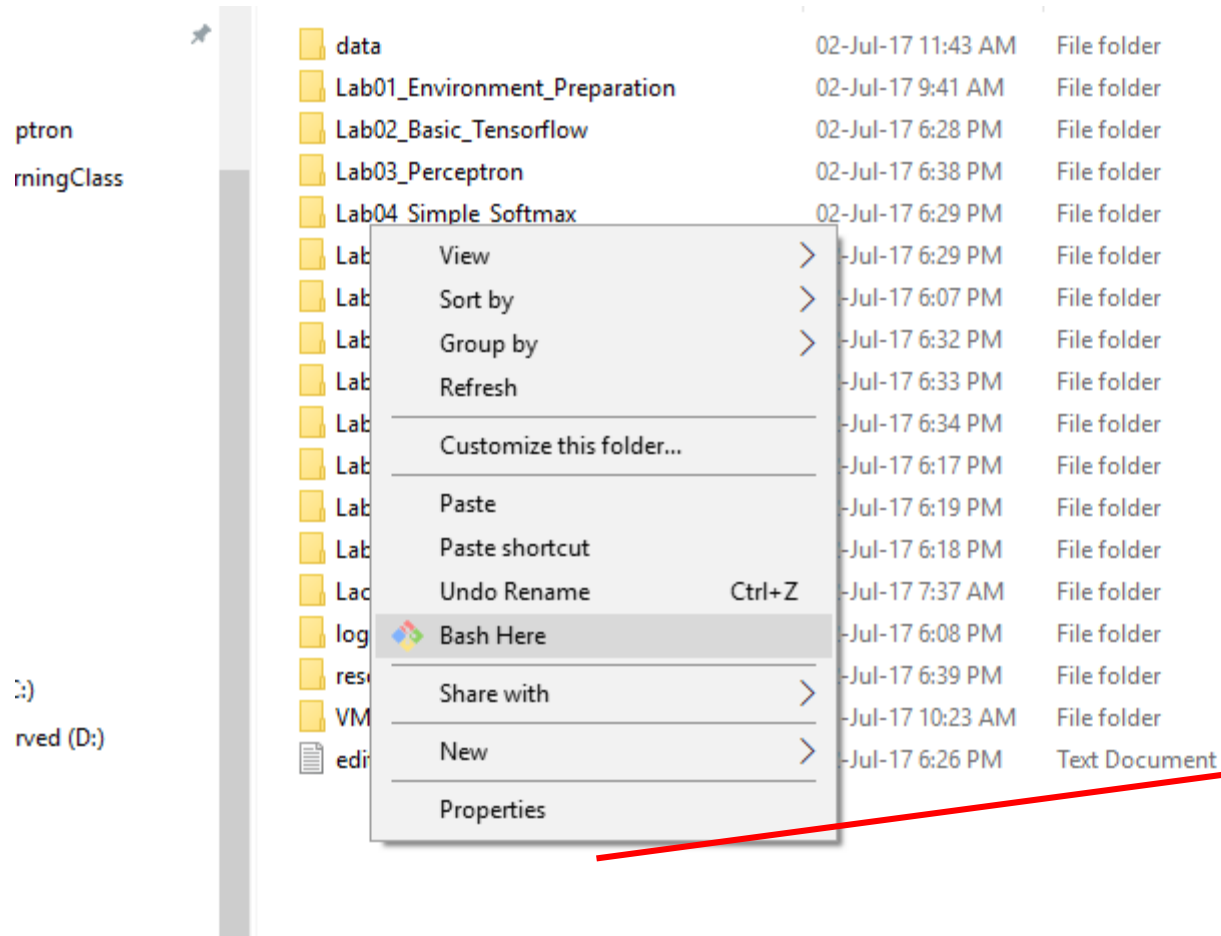 data 02-Jul-17 11:43 AM File folder
Lab01_Environment_Preparation 02-Jul-17 9:41 AM File folder
ptron Lab02_Basic_Tensorflow 02-Jul-17 6:28 PM File folder
rningClass Lab03_Perceptron 02-Jul-17 6:38 PM File folder
Lab04_Simple_Softmax 02-Jul-17 6:29 PM File folder
Lab View -Jul-17 6:29 PM File folder
Lab Sort by -Jul-17 6:07 PM File folder
Lab Group by -Jul-17 6:32 PM File folder
Lab Refresh -Jul-17 6:33 PM File folder
Lab -Jul-17 6:34 PM File folder
Customize this folder...
Lab -Jul-17 6:17 PM File folder
Lab Paste -Jul-17 6:19 PM File folder
Lab Paste shortcut -Jul-17 6:18 PM File folder
Lac Undo Rename Ctrl+Z -Jul-17 7:37 AM File folder
log Bash Here -Jul-17 6:08 PM File folder
:) res Share with -Jul-17 6:39 PM File folder
rved (D:) VM -Jul-17 10:23 AM File folder
edi New -Jul-17 6:26 PM Text Document
Properties